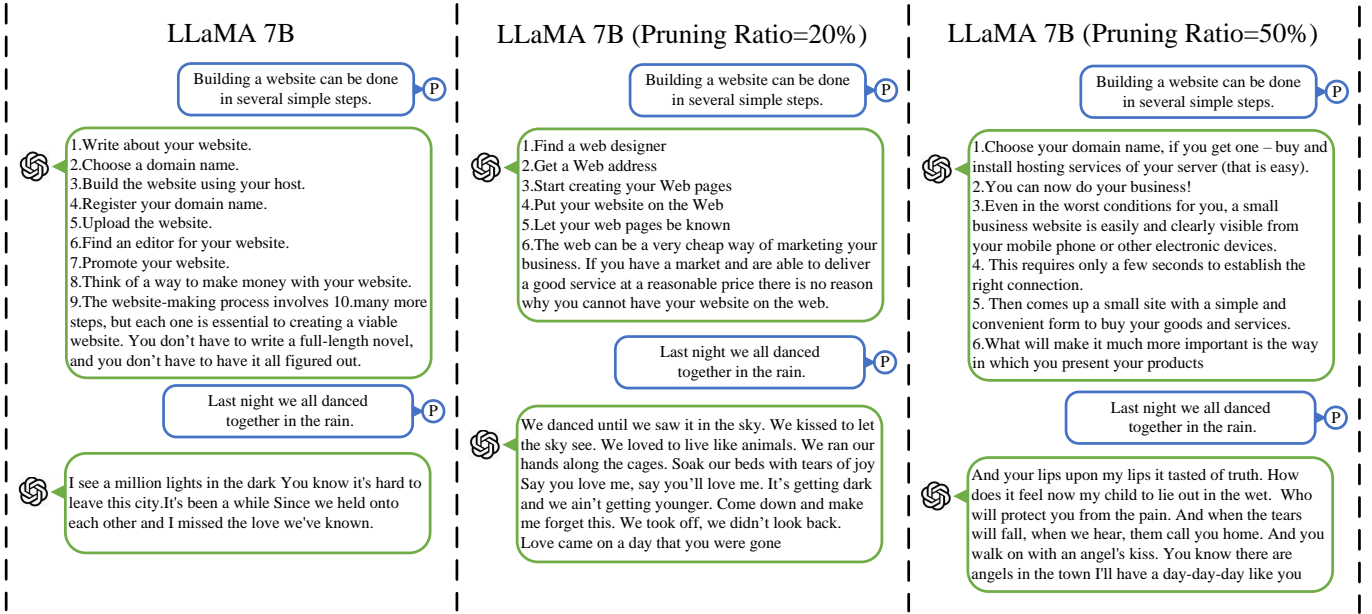 LLaMA 7B
Building a website can be done
in several simple steps.
P
1.Write about your website.
2.Choose a domain name.
3.Build the website using your host.
4.Register your domain name.
5.Upload the website.
6.Find an editor for your website.
7.Promote your website.
8.Think of a way to make money with your website.
9.The website-making process involves 10.many more
steps, but each one is essential to creating a viable
website. You don’t have to write a full-length novel,
and you don’t have to have it all figured out.
Last night we all danced
together in the rain.
P
I see a million lights in the dark You know it's hard to
leave this city.It's been a while Since we held onto
each other and I missed the love we've known.
LLaMA 7B (Pruning Ratio=20%)
Building a website can be done
in several simple steps.
P
1.Find a web designer
2.Get a Web address
3.Start creating your Web pages
4.Put your website on the Web
5.Let your web pages be known
6.The web can be a very cheap way of marketing your
business. If you have a market and are able to deliver
a good service at a reasonable price there is no reason
why you cannot have your website on the web.
Last night we all danced
together in the rain.
P
We danced until we saw it in the sky. We kissed to let
the sky see. We loved to live like animals. We ran our
hands along the cages. Soak our beds with tears of joy
Say you love me, say you’ll love me. It’s getting dark
and we ain’t getting younger. Come down and make
me forget this. We took off, we didn’t look back.
Love came on a day that you were gone
LLaMA 7B (Pruning Ratio=50%)
Building a website can be done
in several simple steps.
P
1.Choose your domain name, if you get one – buy and
install hosting services of your server (that is easy).
2.You can now do your business!
3.Even in the worst conditions for you, a small
business website is easily and clearly visible from
your mobile phone or other electronic devices.
4. This requires only a few seconds to establish the
right connection.
5. Then comes up a small site with a simple and
convenient form to buy your goods and services.
6.What will make it much more important is the way
in which you present your products
Last night we all danced
together in the rain.
P
And your lips upon my lips it tasted of truth. How
does it feel now my child to lie out in the wet. Who
will protect you from the pain. And when the tears
will fall, when we hear, them call you home. And you
walk on with an angel's kiss. You know there are
angels in the town I'll have a day-day-day like you